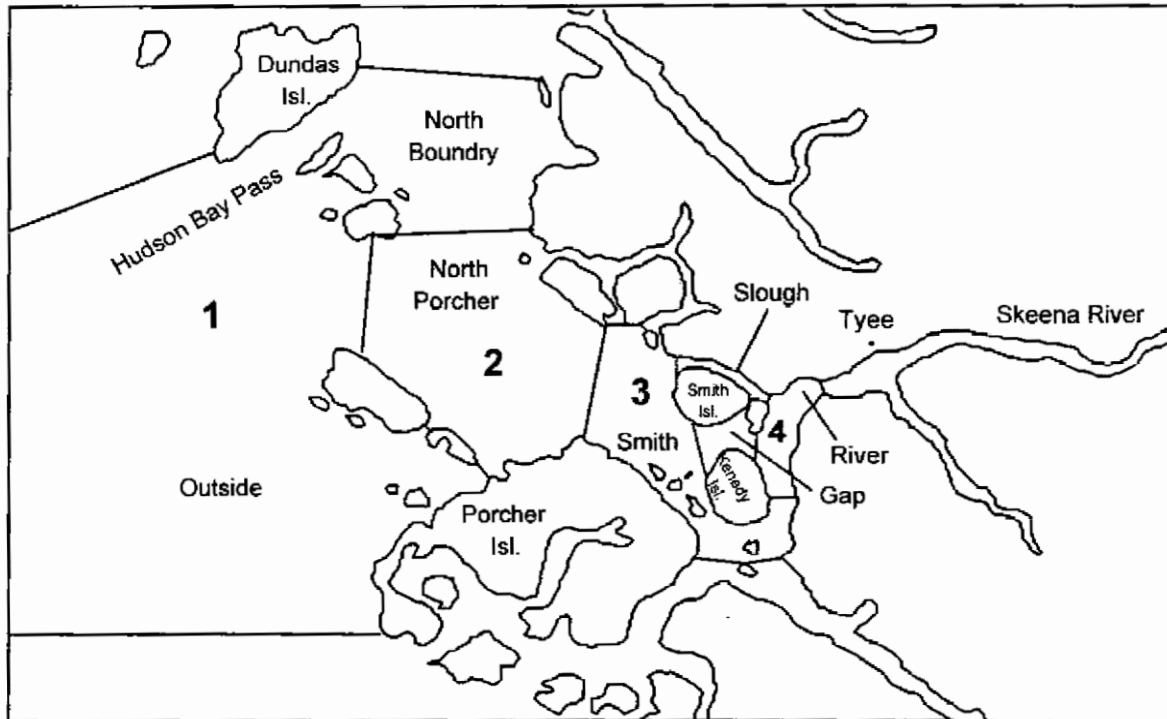 Dundas
Isl.
North
Boundry
Hudson Bay Pass
North
Porcher
Slough
Tyee
Skeena River
1
2
3
Smith
Isl.
4
Smith
River
Kenedy
Isl.
Gap
Outside
Porcher
Isl.